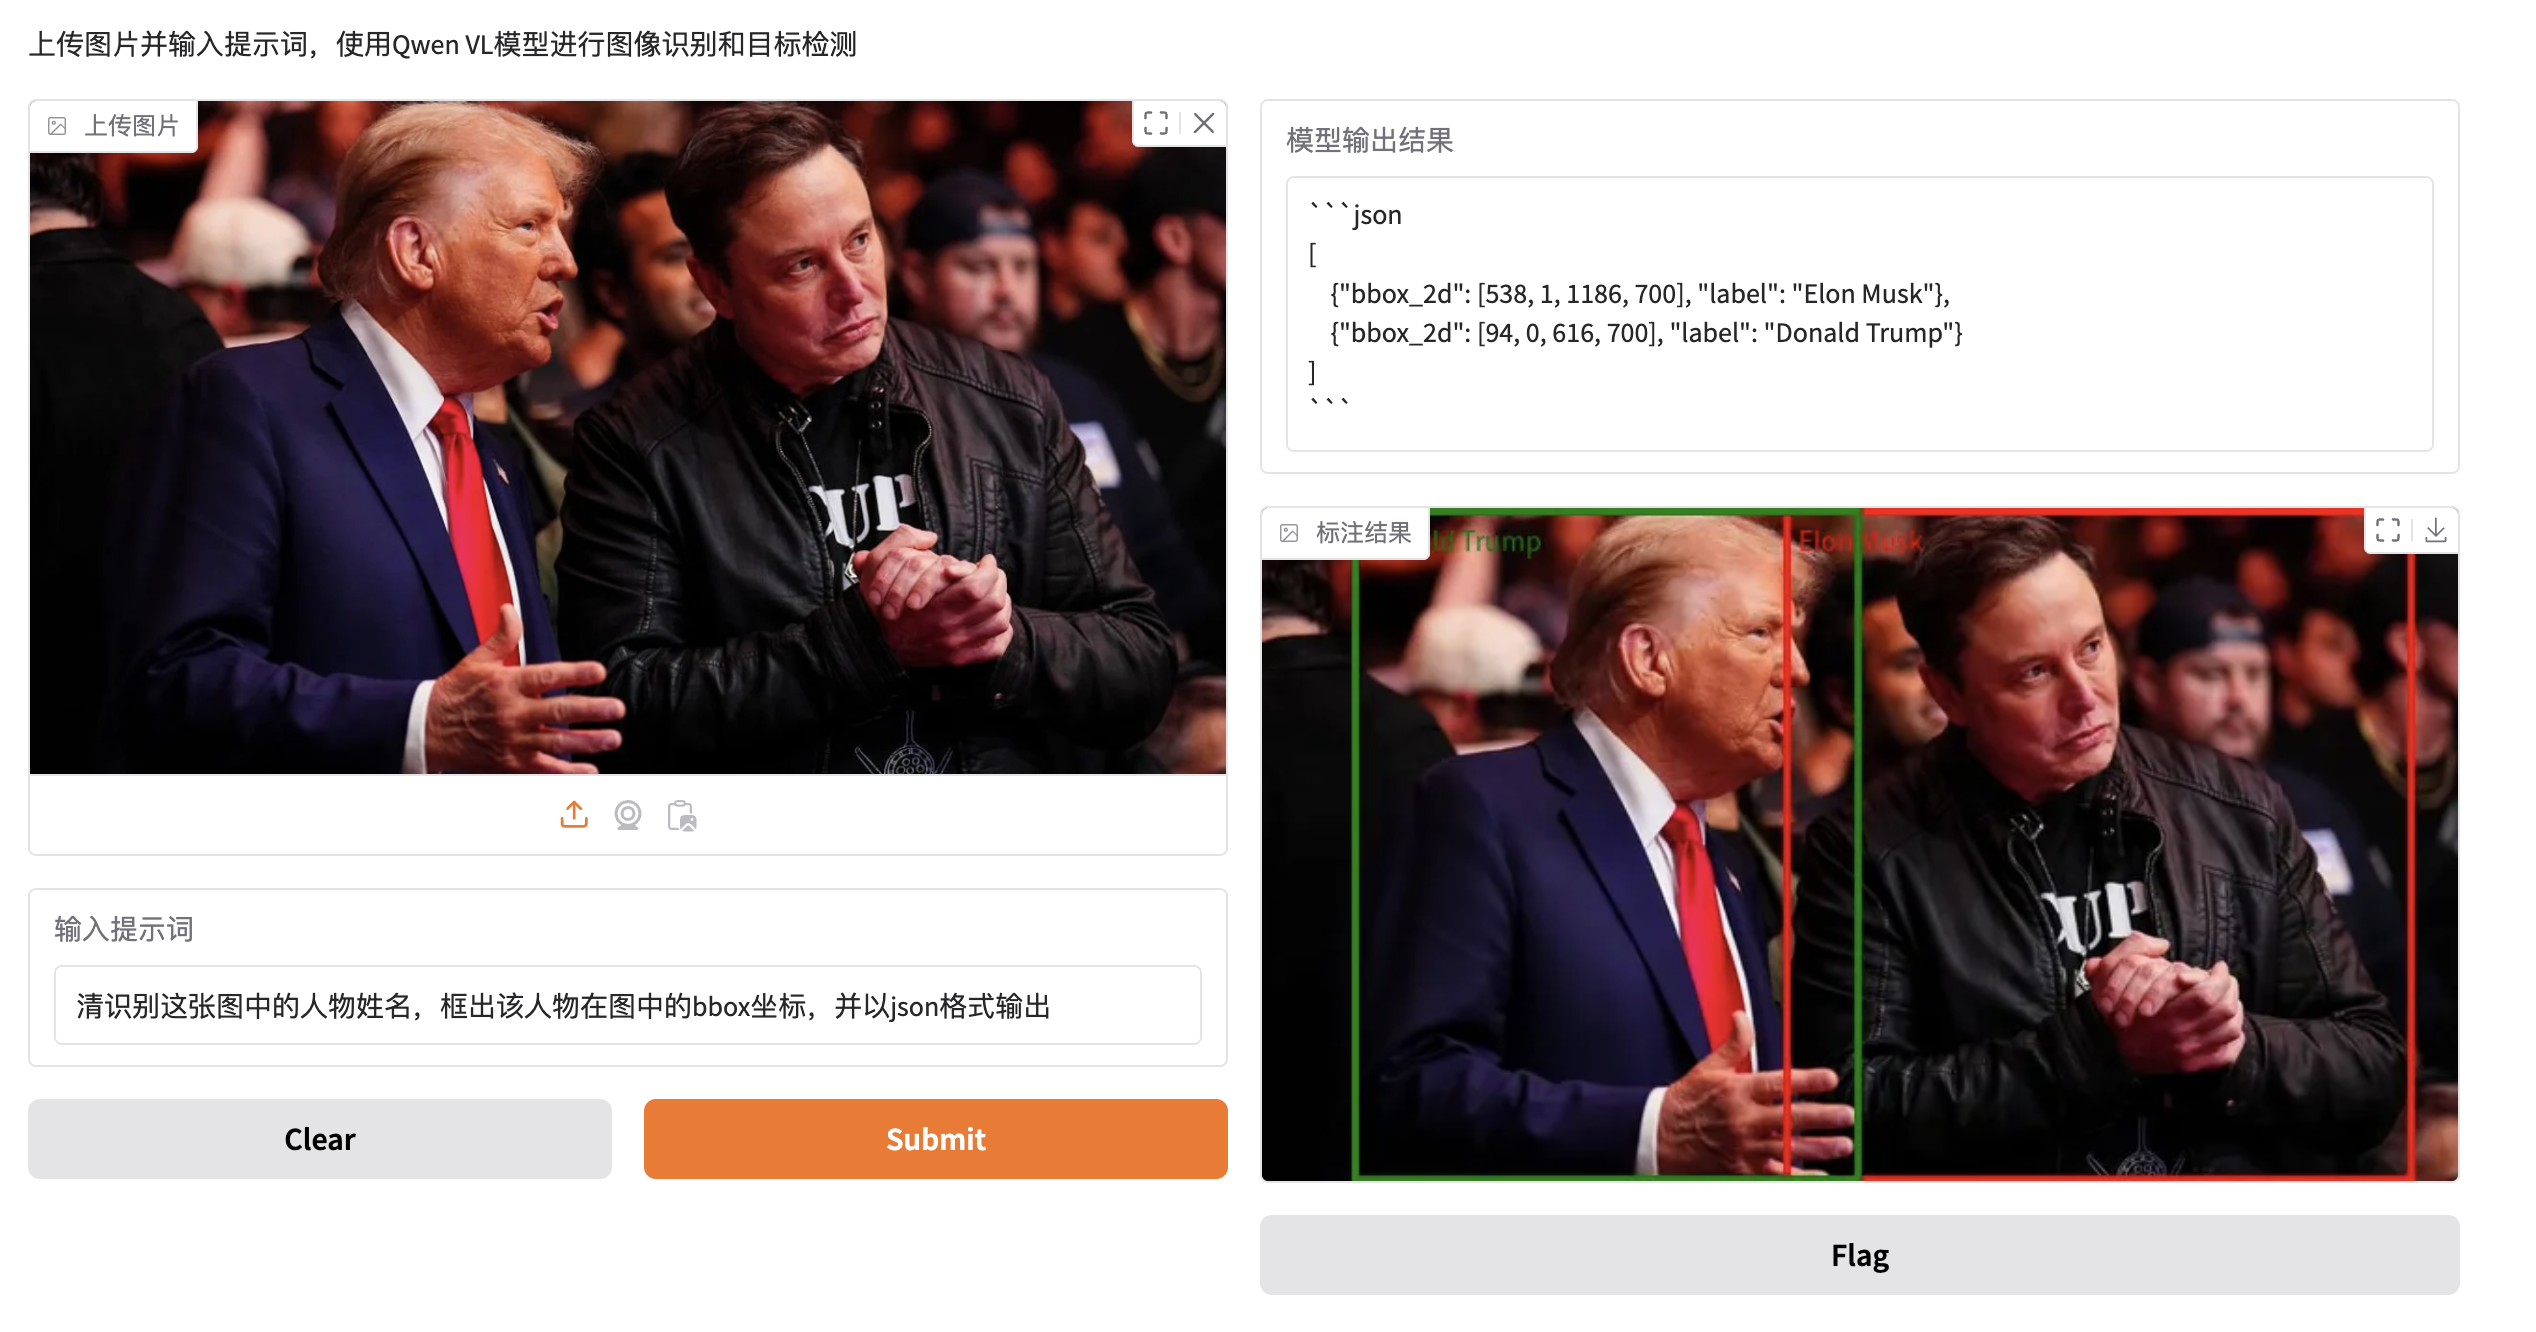 上传图片并输入提示词，使用Qwen VL模型进行图像识别和目标检测
上传图片
UP
输入提示词
清识别这张图中的人物姓名，框出该人物在图中的bbox坐标，并以json格式输出
Clear
Submit
模型输出结果
```json
[
{"bbox_2d": [538, 1, 1186, 700], "label": "Elon Musk"},
{"bbox_2d": [94, 0, 616, 700], "label": "Donald Trump"}
]
```
标注结果
ld Trump
Elon Musk
UP
Flag